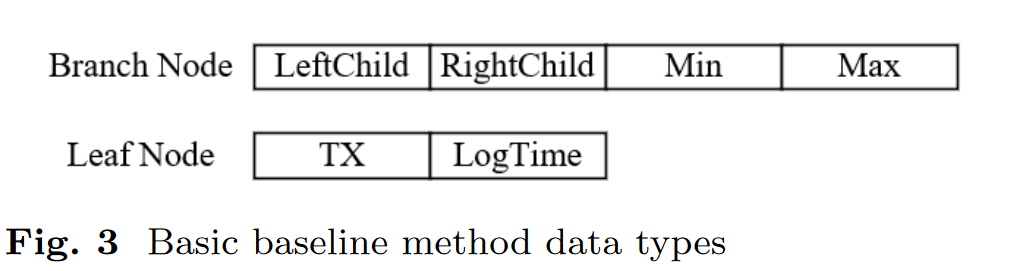 Branch Node LeftChild RightChild Min Max
Leaf Node TX LogTime
Fig. 3 Basic baseline method data types